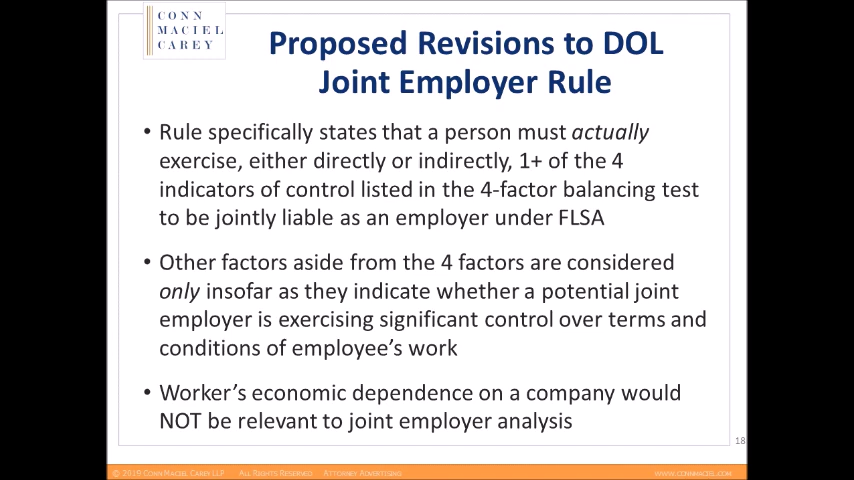 CONN
MACIEL
CAREY
Proposed Revisions to DOL
Joint Employer Rule
• Rule specifically states that a person must actually
exercise, either directly or indirectly, 1+ of the 4
indicators of control listed in the 4-factor balancing test
to be jointly liable as an employer under FLSA
• Other factors aside from the 4 factors are considered
only insofar as they indicate whether a potential joint
employer is exercising significant control over terms and
conditions of employee's work
• Worker's economic dependence on a company would
NOT be relevant to joint employer analysis
18
© 2019 CONN MACIEL CAREY LLP ALL RIGHTS RESERVED ATTORNEY ADVERTISING WWW.CONNMACIEL.COM